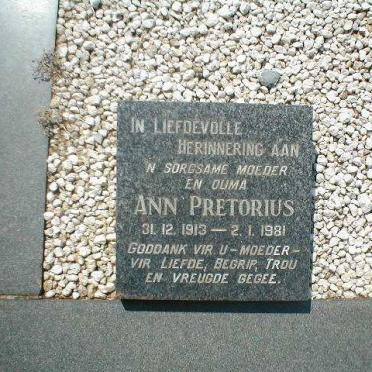 IN LIEFDEVOLLE
HERINNERING AAN
'N SORGSAME MOEDER
EN OUMA
ANN PRETORIUS
31.12.1913 — 2.1.1981
GODDANK VIR U-MOEDER-
VIR LIEFDE, BEGRIP, TROU
EN VREUGDE GEGEE.